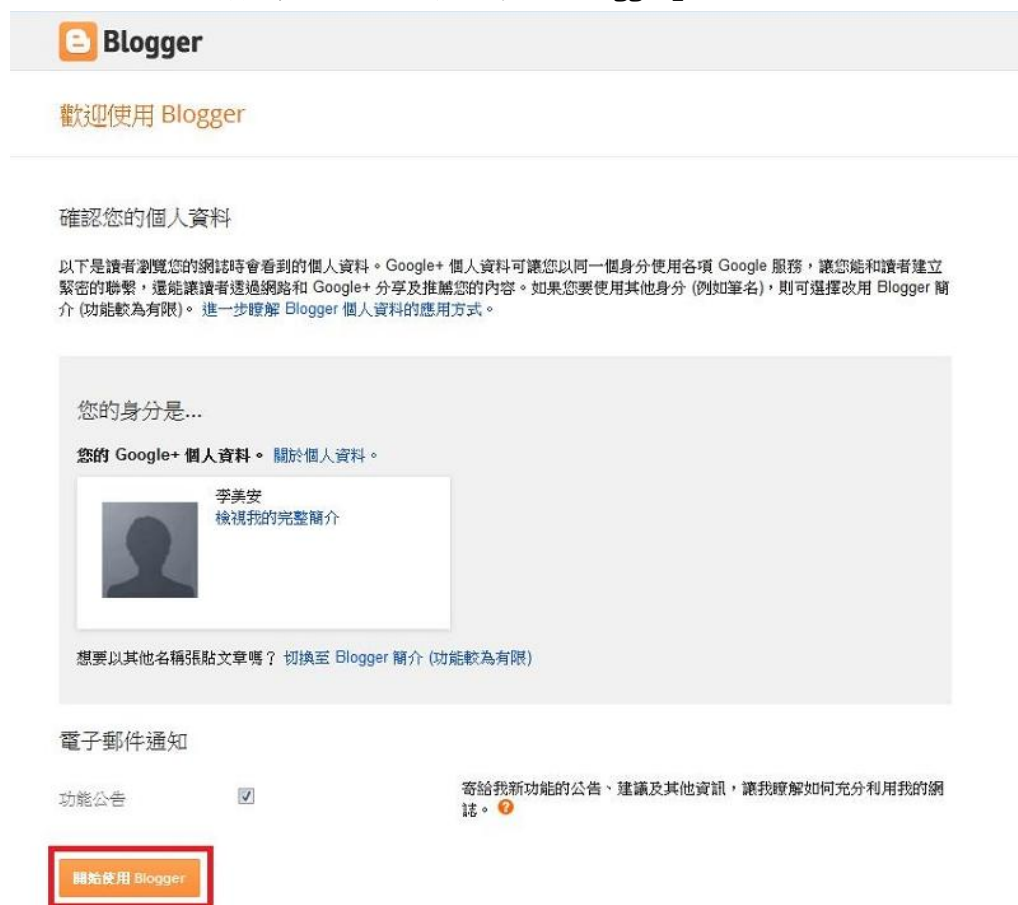 Blogger
歡迎使用 Blogger
確認您的個人資料
以下是讀者瀏覽您的網誌時會看到的個人資料。Google+ 個人資料可讓您以同一個身分使用各項 Google 服務，讓您能和讀者建立
緊密的聯繫，還能讓讀者透過網路和 Google+ 分享及推薦您的內容。如果您要使用其他身分 (例如筆名)，則可選擇改用 Blogger 簡
介 (功能較為有限)。 進一步瞭解 Blogger 個人資料的應用方式。
您的身分是...
您的 Google+ 個人資料。 關於個人資料。
李美安
檢視我的完整簡介
想要以其他名稱張貼文章嗎？ 切換至 Blogger 簡介 (功能較為有限)
電子郵件通知
功能公告
寄給我新功能的公告、建議及其他資訊，讓我瞭解如何充分利用我的網
誌。 ?
開始使用 Blogger